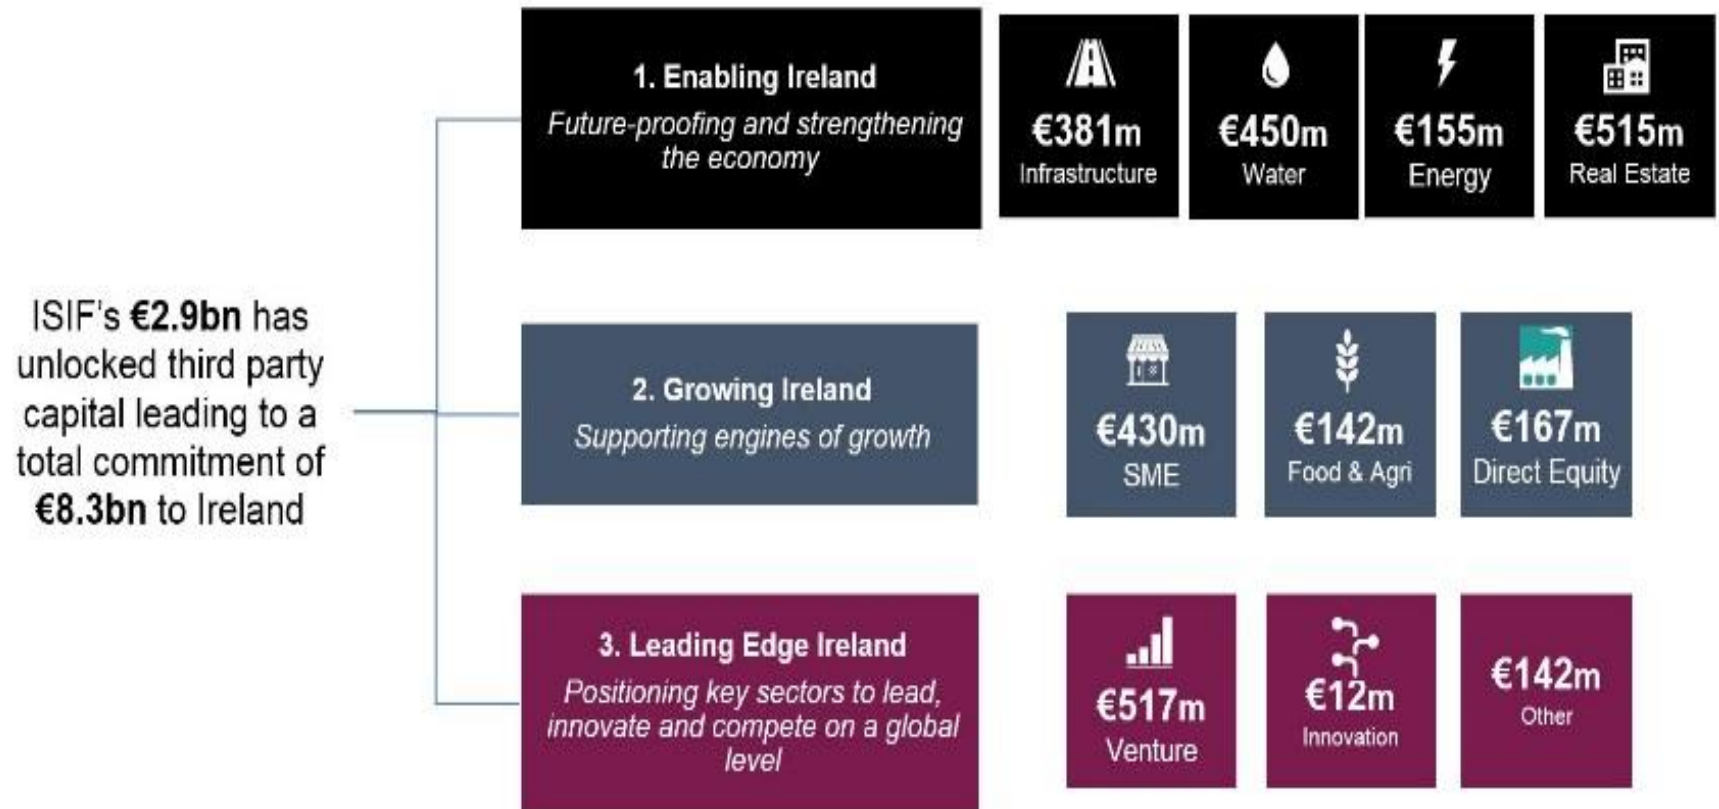 ISIF's €2.9bn has
unlocked third party
capital leading to a
total commitment of
€8.3bn to Ireland
1. Enabling Ireland
Future-proofing and strengthening
the economy
€381m
Infrastructure
€450m
Water
€155m
Energy
€515m
Real Estate
2. Growing Ireland
Supporting engines of growth
€430m
SME
€142m
Food & Agri
€167m
Direct Equity
3. Leading Edge Ireland
Positioning key sectors to lead,
innovate and compete on a global
level
€517m
Venture
€12m
Innovation
€142m
Other